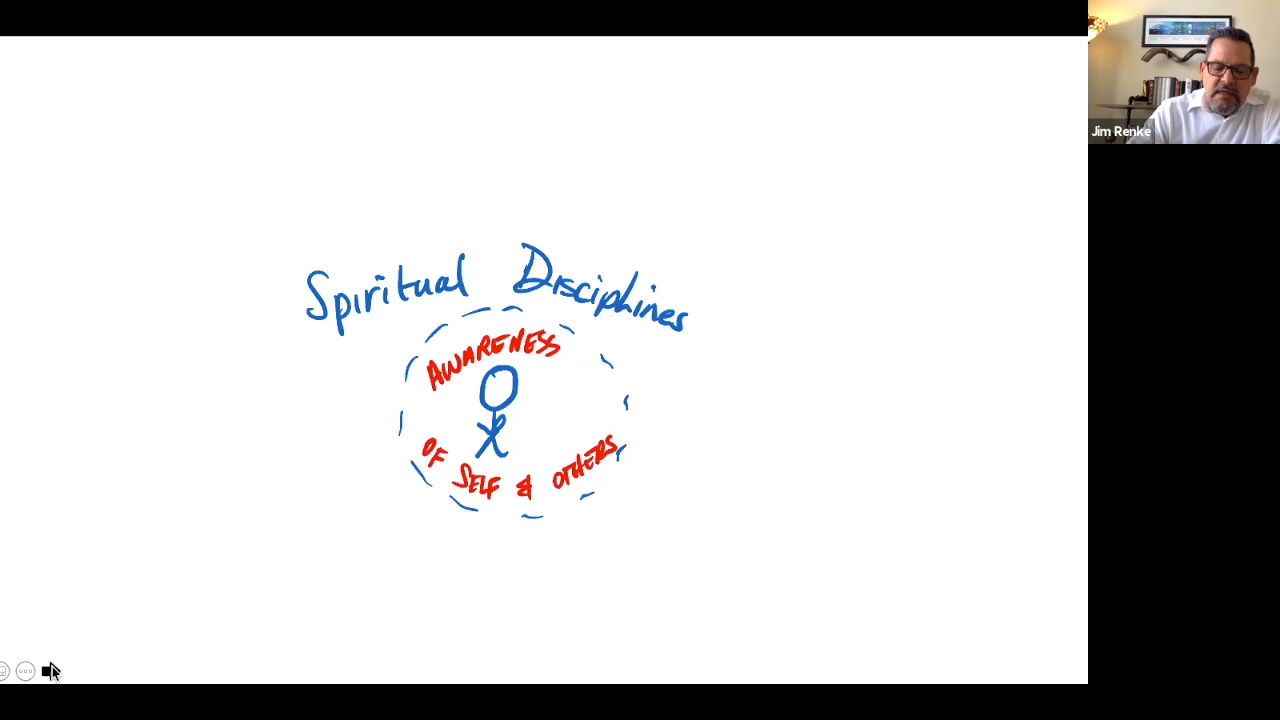 Spiritual Disciplines
AWARENESS
OF SELF & OTHERS
Jim Renke